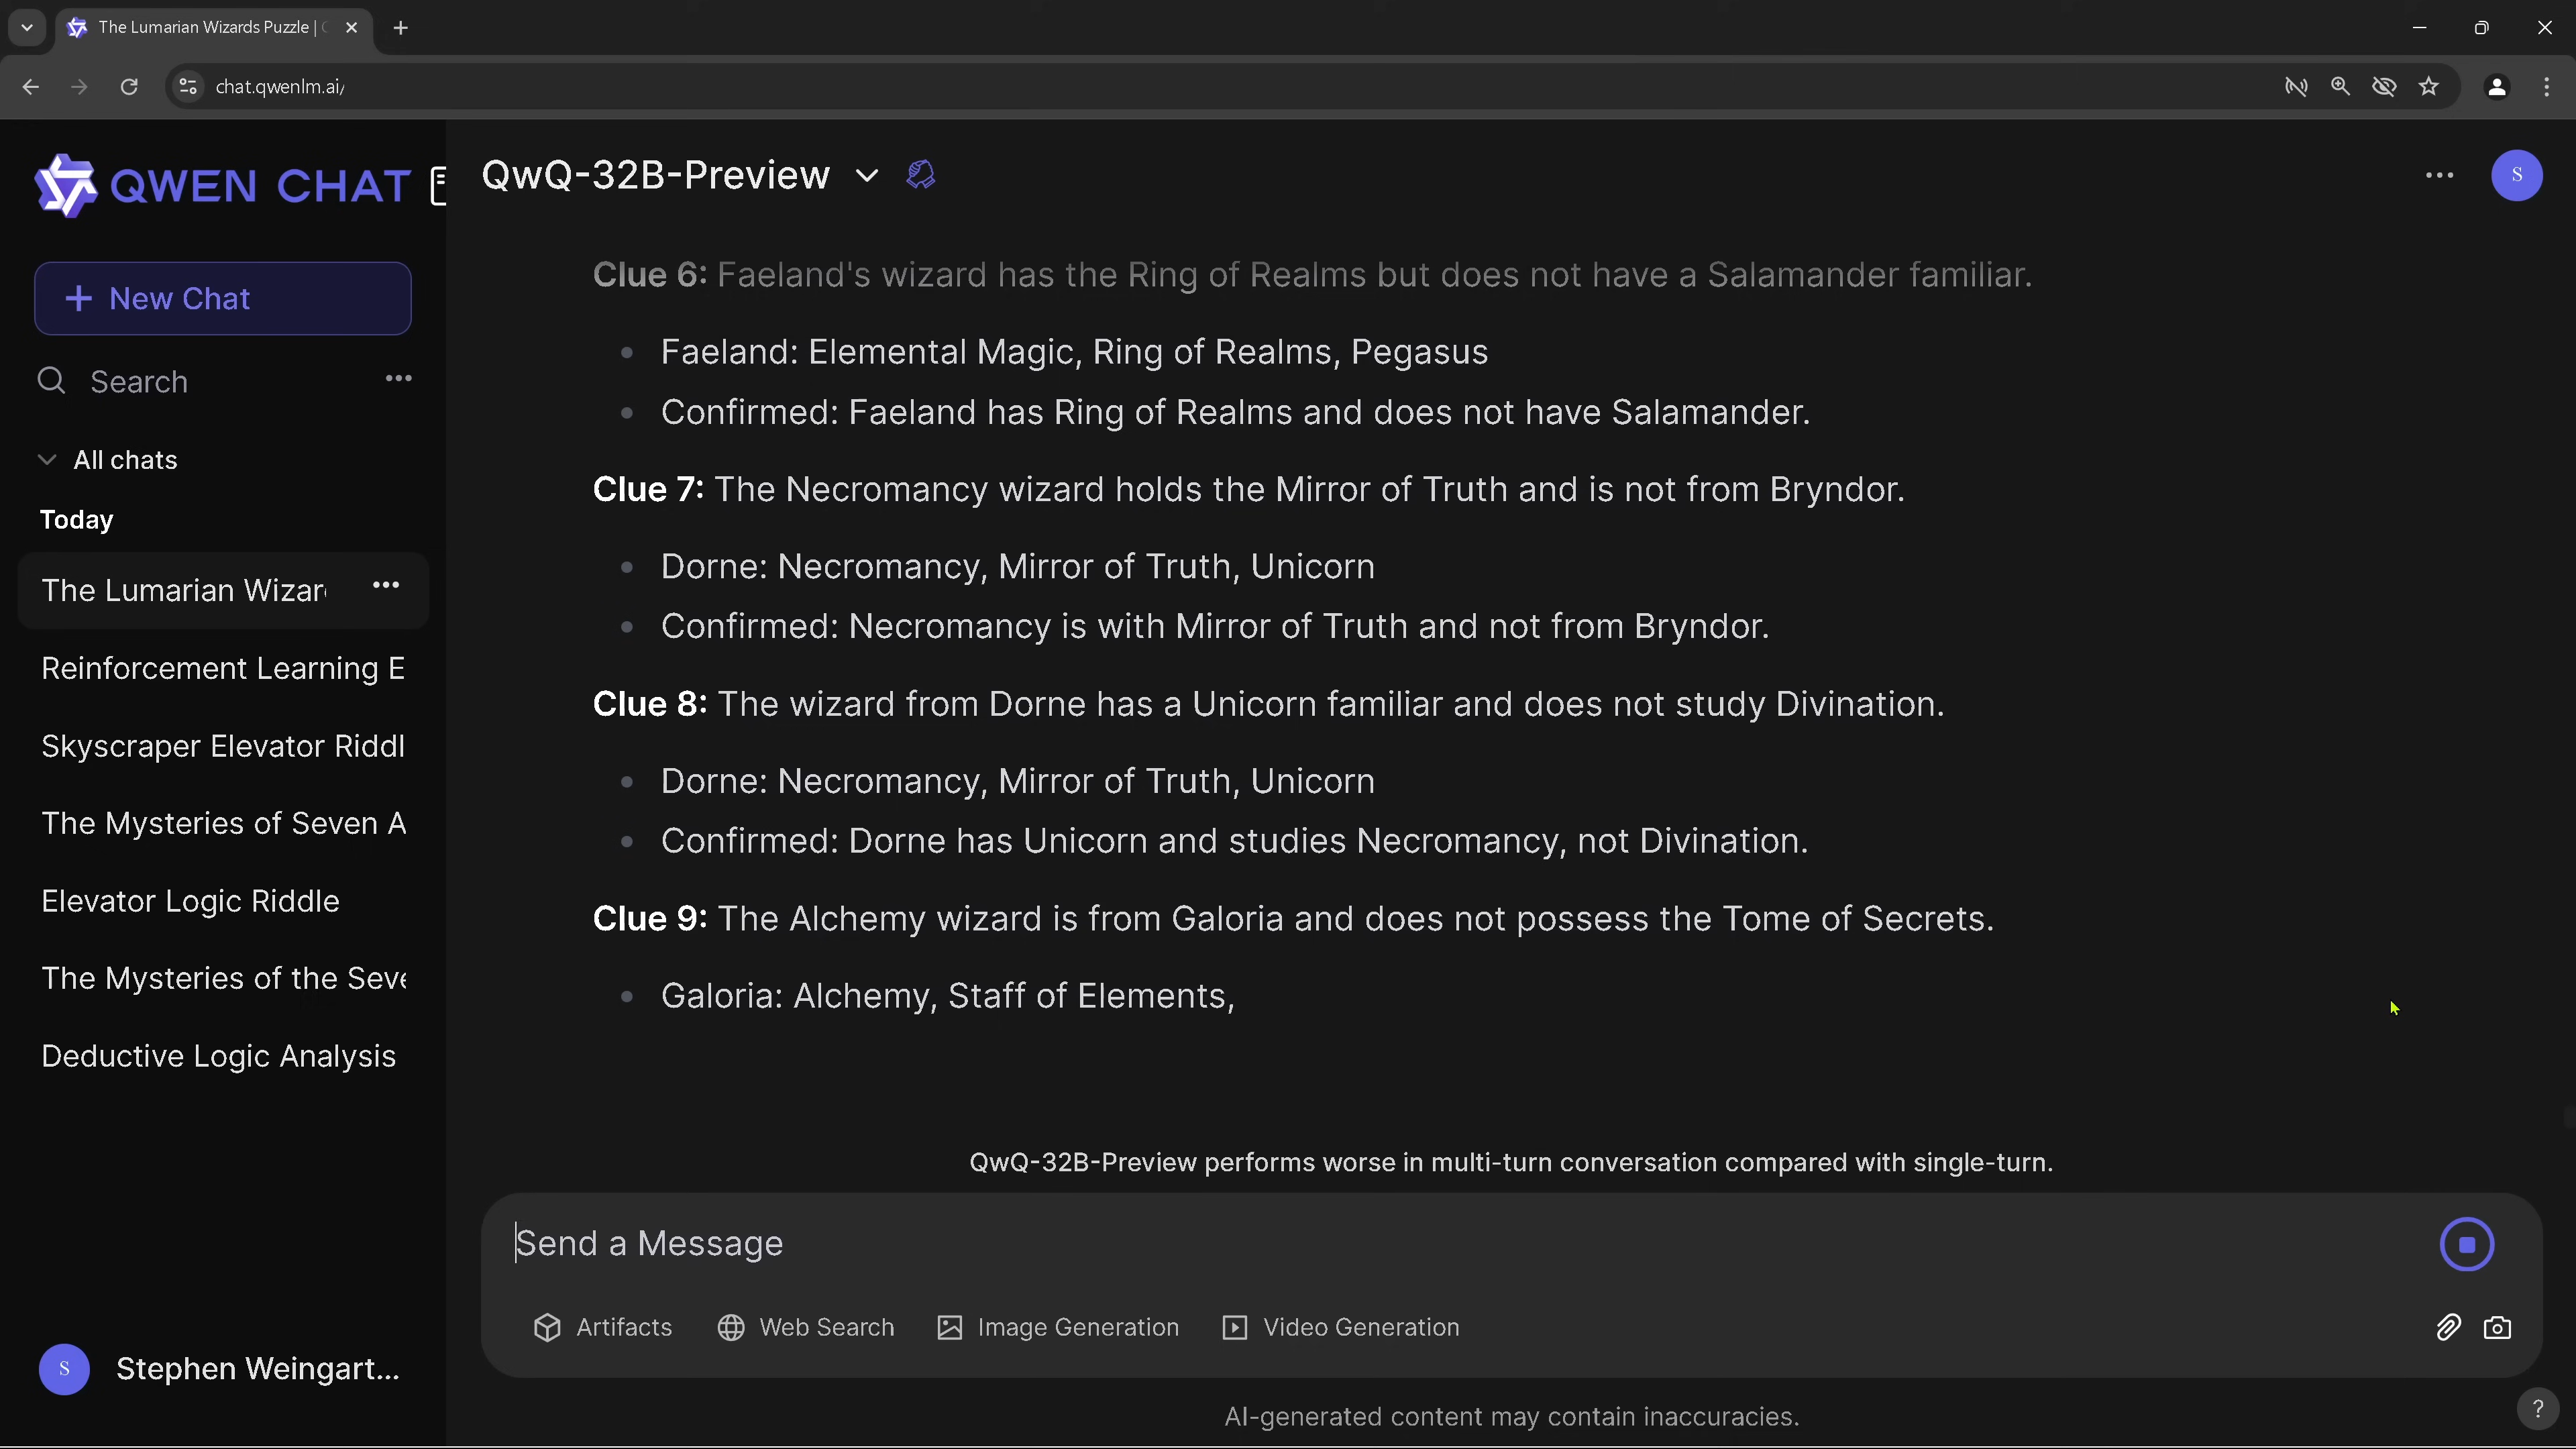 The Lumarian Wizards Puzzle |
chat.qwenlm.ai/
QWEN CHAT
New Chat
Search
All chats
Today
The Lumarian Wizar
Reinforcement Learning E
Skyscraper Elevator Riddl
The Mysteries of Seven A
Elevator Logic Riddle
The Mysteries of the Seve
Deductive Logic Analysis
S
Stephen Weingart...
QwQ-32B-Preview
S
Clue 6: Faeland's wizard has the Ring of Realms but does not have a Salamander familiar.
Faeland: Elemental Magic, Ring of Realms, Pegasus
Confirmed: Faeland has Ring of Realms and does not have Salamander.
Clue 7: The Necromancy wizard holds the Mirror of Truth and is not from Bryndor.
Dorne: Necromancy, Mirror of Truth, Unicorn
Confirmed: Necromancy is with Mirror of Truth and not from Bryndor.
Clue 8: The wizard from Dorne has a Unicorn familiar and does not study Divination.
Dorne: Necromancy, Mirror of Truth, Unicorn
Confirmed: Dorne has Unicorn and studies Necromancy, not Divination.
Clue 9: The Alchemy wizard is from Galoria and does not possess the Tome of Secrets.
Galoria: Alchemy, Staff of Elements,
QwQ-32B-Preview performs worse in multi-turn conversation compared with single-turn.
Send a Message
Artifacts
Web Search
Image Generation
Video Generation
AI-generated content may contain inaccuracies.
?